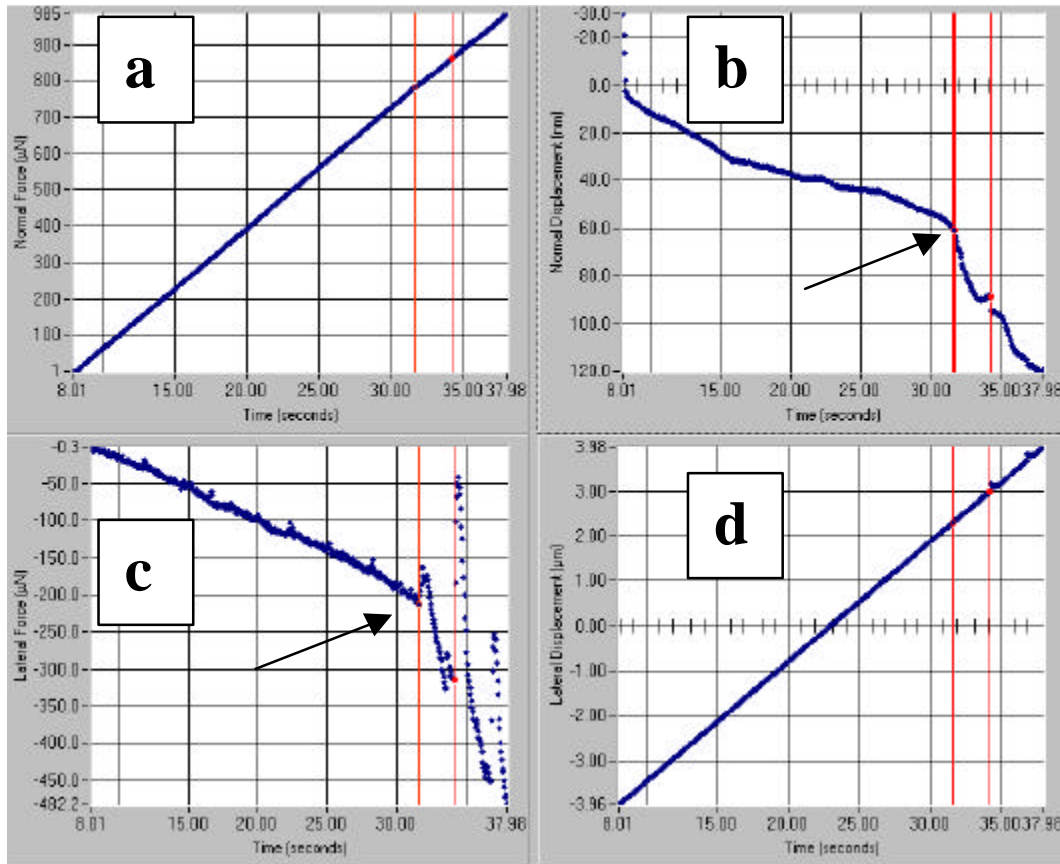 a
985-
900-
800-
700-
600-
500-
400-
300-
200-
100-
1-
Normal Force (µN)
8.01 15.00 20.00 25.00 30.00 37.98
Time (seconds)
b
-30.0-
-20.0-
0.0-
20.0-
40.0-
60.0-
80.0-
100.0-
120.0-
Normal Displacement (nm)
8.01 15.00 20.00 25.00 30.00 35.00 37.98
Time (seconds)
c
-0.3-
-50.0-
-100.0-
-150.0-
-200.0-
-250.0-
-300.0-
-350.0-
-400.0-
-450.0-
-482.2-
Lateral Force (µN)
8.01 15.00 20.00 25.00 30.00 37.98
Time (seconds)
d
3.98-
3.00-
2.00-
1.00-
0.00-
-1.00-
-2.00-
-3.00-
-3.96-
Lateral Displacement (µm)
8.01 15.00 20.00 25.00 30.00 35.00 37.98
Time (seconds)